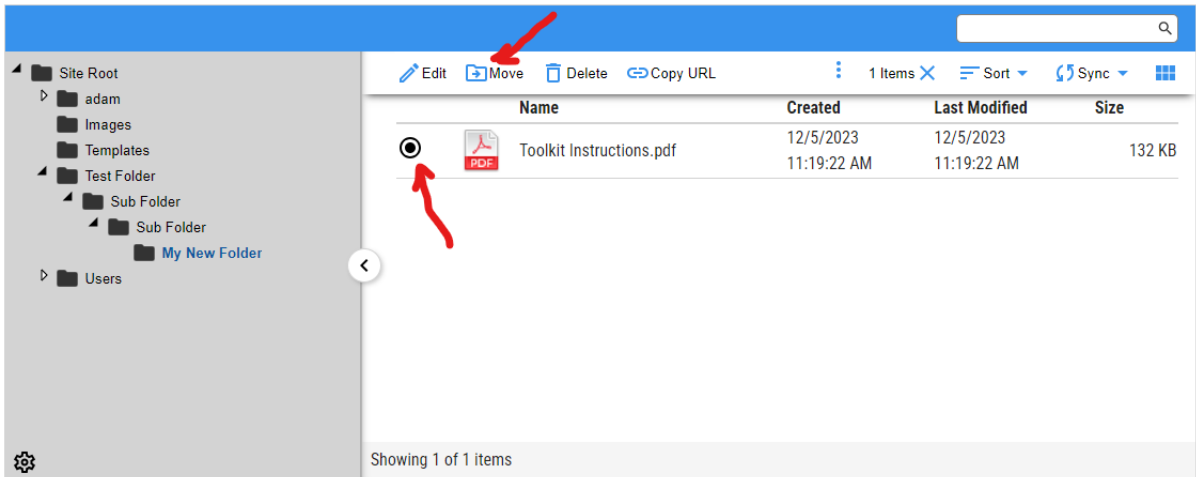 Site Root
adam
Images
Templates
Test Folder
Sub Folder
Sub Folder
My New Folder
Users
Edit Move Delete Copy URL 1 Items Sort Sync
Name Created Last Modified Size
PDF Toolkit Instructions.pdf 12/5/2023 11:19:22 AM 12/5/2023 11:19:22 AM 132 KB
Showing 1 of 1 items